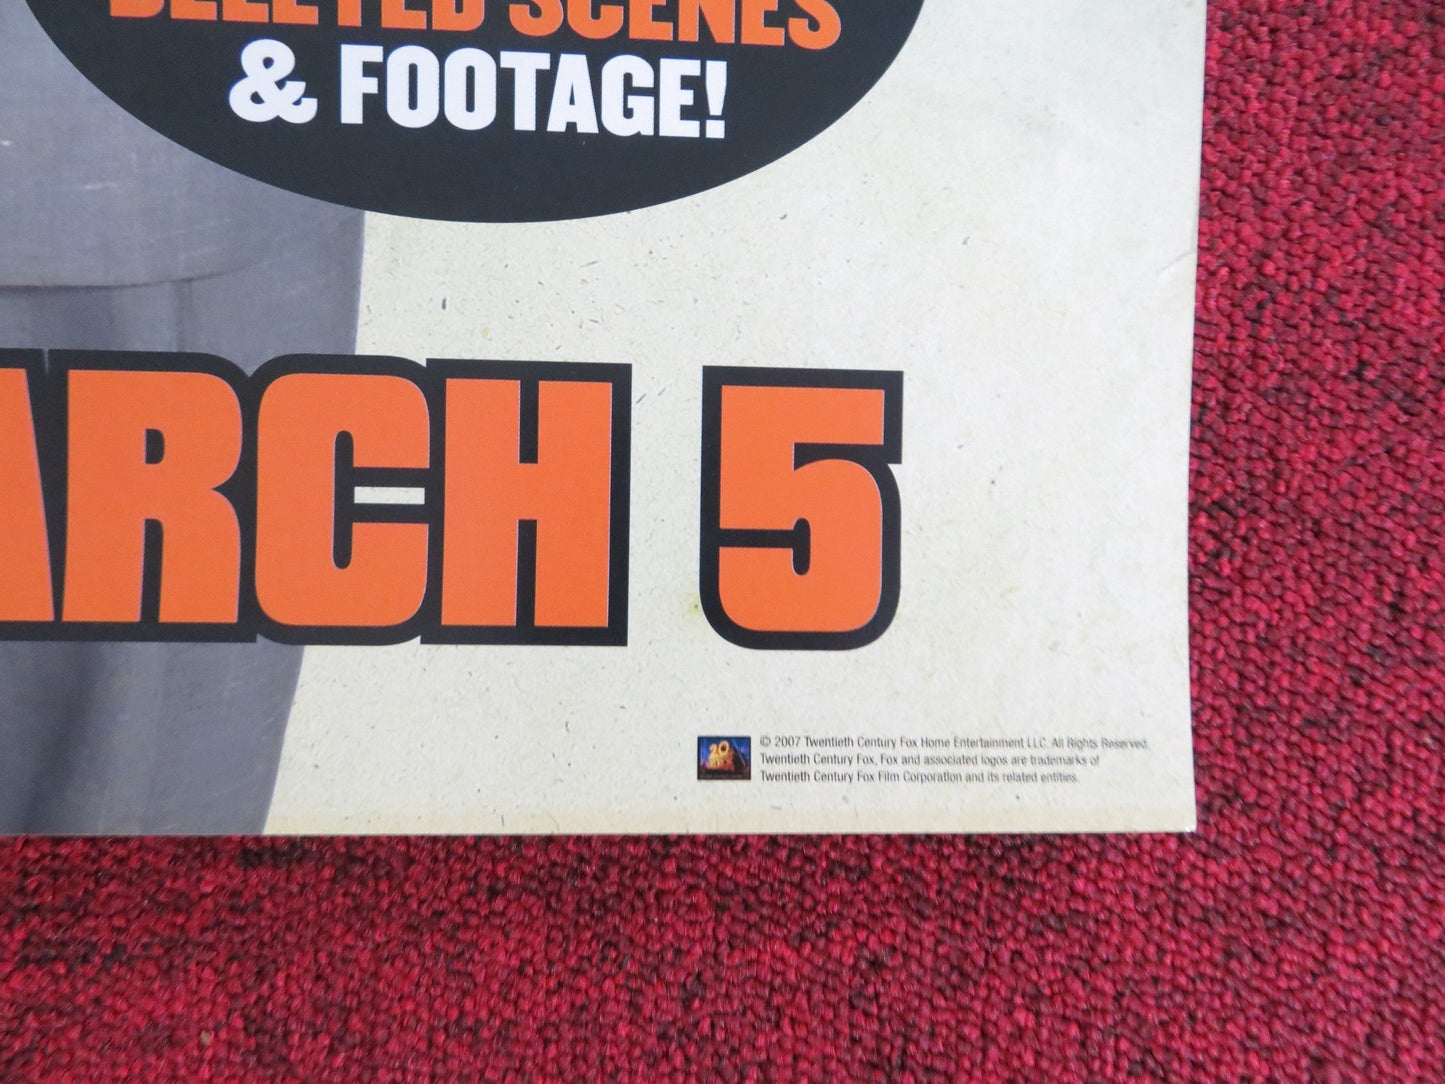 DELETED SCENES
& FOOTAGE!
ARCH 5
© 2007 Twentieth Century Fox Home Entertainment LLC. All Rights Reserved.
Twentieth Century Fox, Fox and associated logos are trademarks of
Twentieth Century Fox Film Corporation and its related entities.